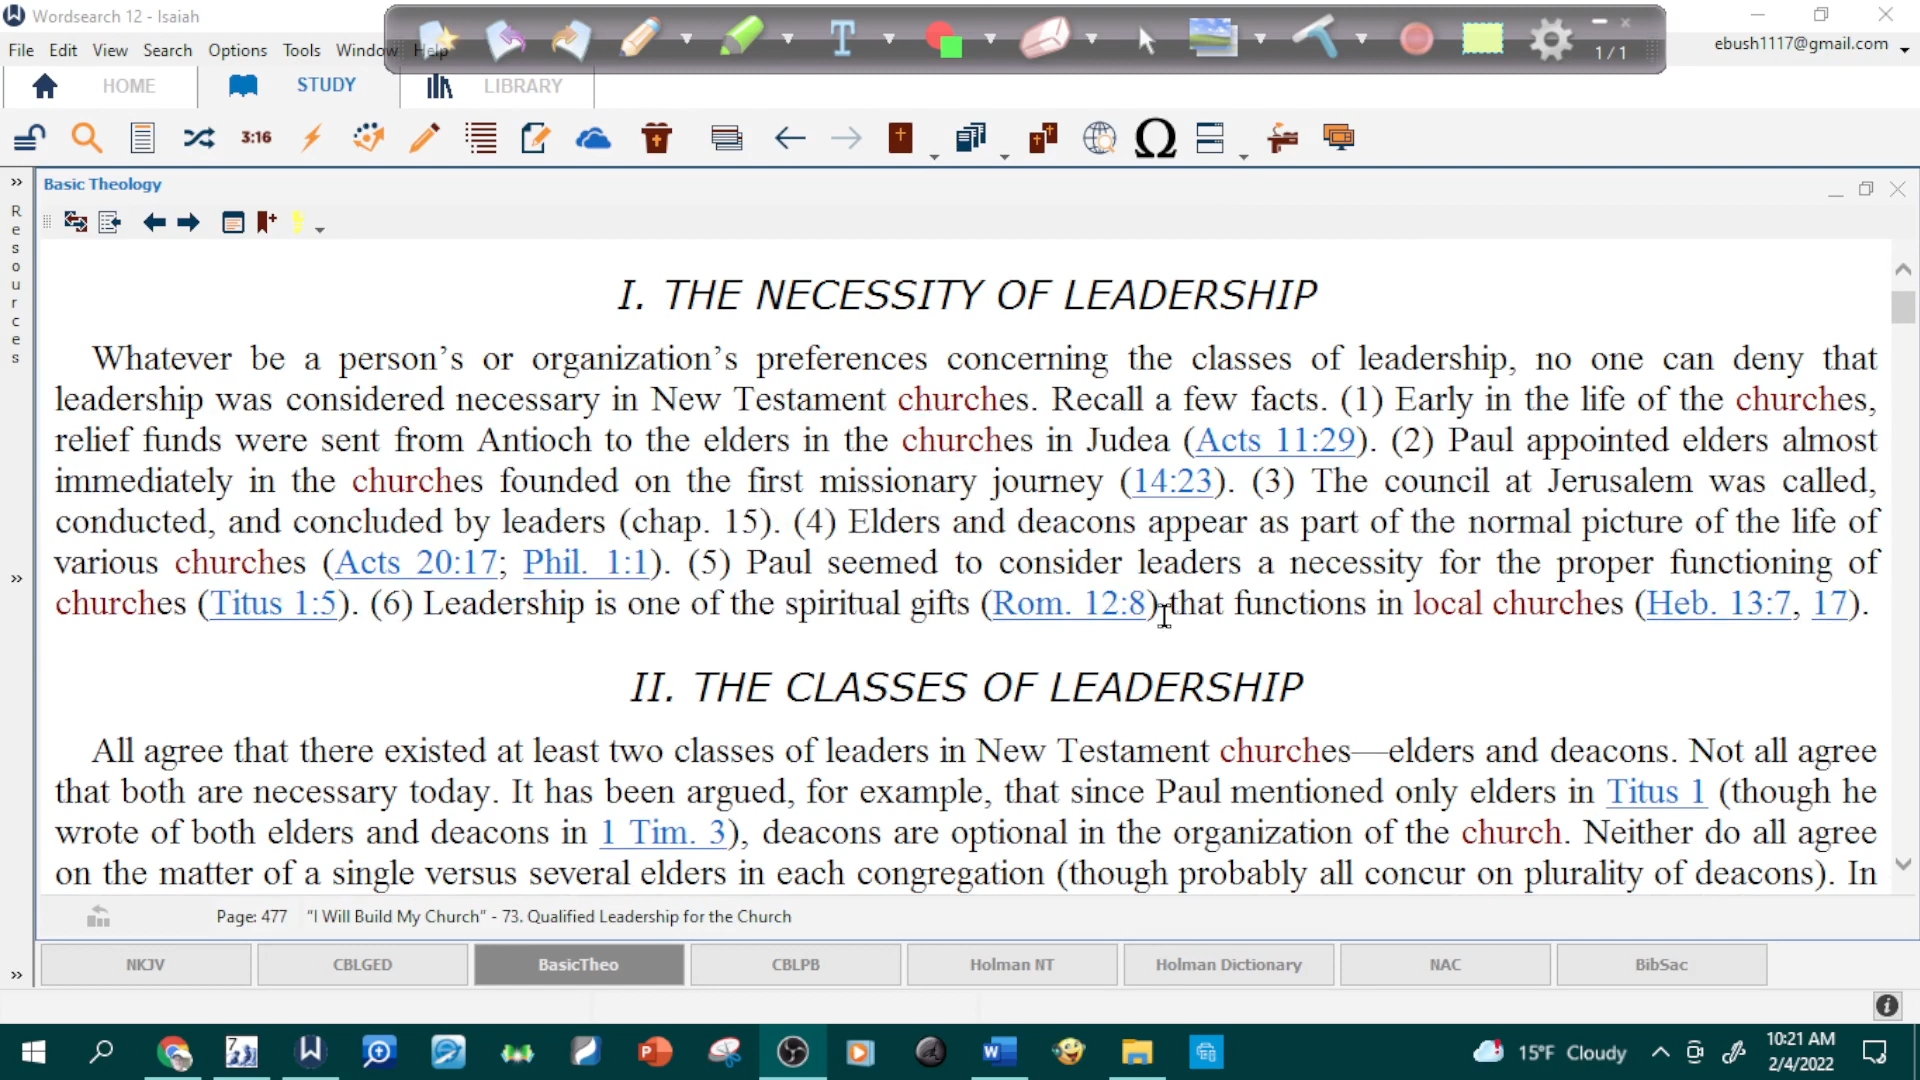 Wordsearch 12 - Isaiah
File Edit View Search Options Tools Window Help
1/1
ebush1117@gmail.com
HOME STUDY LIBRARY
3:16
Basic Theology
Resources
I. THE NECESSITY OF LEADERSHIP
Whatever be a person’s or organization’s preferences concerning the classes of leadership, no one can deny that
leadership was considered necessary in New Testament churches. Recall a few facts. (1) Early in the life of the churches,
relief funds were sent from Antioch to the elders in the churches in Judea (Acts 11:29). (2) Paul appointed elders almost
immediately in the churches founded on the first missionary journey (14:23). (3) The council at Jerusalem was called,
conducted, and concluded by leaders (chap. 15). (4) Elders and deacons appear as part of the normal picture of the life of
various churches (Acts 20:17; Phil. 1:1). (5) Paul seemed to consider leaders a necessity for the proper functioning of
churches (Titus 1:5). (6) Leadership is one of the spiritual gifts (Rom. 12:8) that functions in local churches (Heb. 13:7, 17).
II. THE CLASSES OF LEADERSHIP
All agree that there existed at least two classes of leaders in New Testament churches—elders and deacons. Not all agree
that both are necessary today. It has been argued, for example, that since Paul mentioned only elders in Titus 1 (though he
wrote of both elders and deacons in 1 Tim. 3), deacons are optional in the organization of the church. Neither do all agree
on the matter of a single versus several elders in each congregation (though probably all concur on plurality of deacons). In
Page: 477 “I Will Build My Church” - 73. Qualified Leadership for the Church
NKJV CBLGED BasicTheo CBLPB Holman NT Holman Dictionary NAC BibSac
15°F Cloudy
10:21 AM
2/4/2022